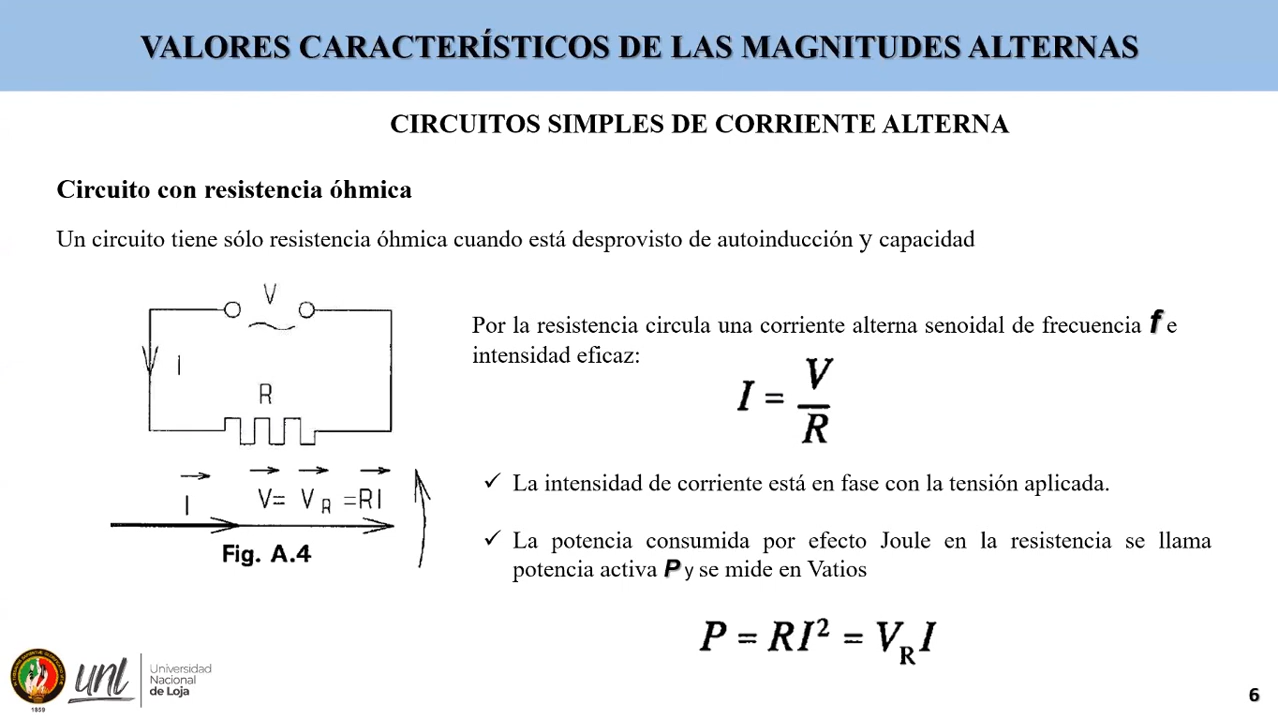 VALORES CARACTERÍSTICOS DE LAS MAGNITUDES ALTERNAS
CIRCUITOS SIMPLES DE CORRIENTE ALTERNA
Circuito con resistencia óhmica
Un circuito tiene sólo resistencia óhmica cuando está desprovisto de autoinducción y capacidad
V
i
R
I V= V_R =RI
Fig. A.4
Por la resistencia circula una corriente alterna senoidal de frecuencia f e
intensidad eficaz:
I = V/R
✓ La intensidad de corriente está en fase con la tensión aplicada.
✓ La potencia consumida por efecto Joule en la resistencia se llama
potencia activa P y se mide en Vatios
P = RI² = V_R I
1859
unl
Universidad
Nacional
de Loja
6